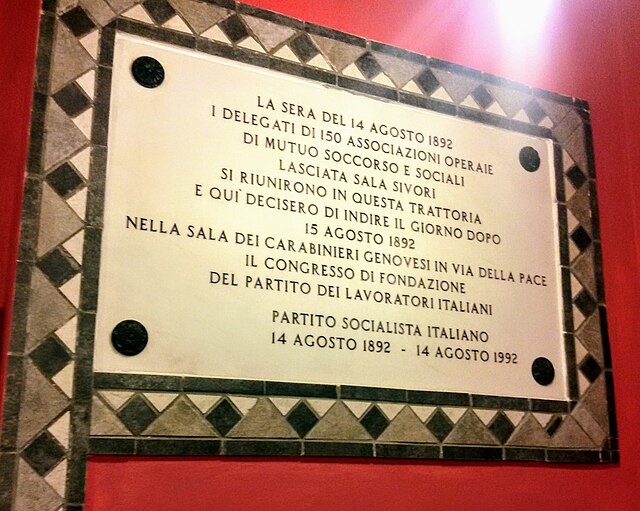 LA SERA DEL 14 AGOSTO 1892
I DELEGATI DI 150 ASSOCIAZIONI OPERAIE
DI MUTUO SOCCORSO E SOCIALI
LASCIATA SALA SIVORI
SI RIUNIRONO IN QUESTA TRATTORIA
E QUI' DECISERO DI INDIRE IL GIORNO DOPO
15 AGOSTO 1892
NELLA SALA DEI CARABINIERI GENOVESI IN VIA DELLA PACE
IL CONGRESSO DI FONDAZIONE
DEL PARTITO DEI LAVORATORI ITALIANI
PARTITO SOCIALISTA ITALIANO
14 AGOSTO 1892 - 14 AGOSTO 1992